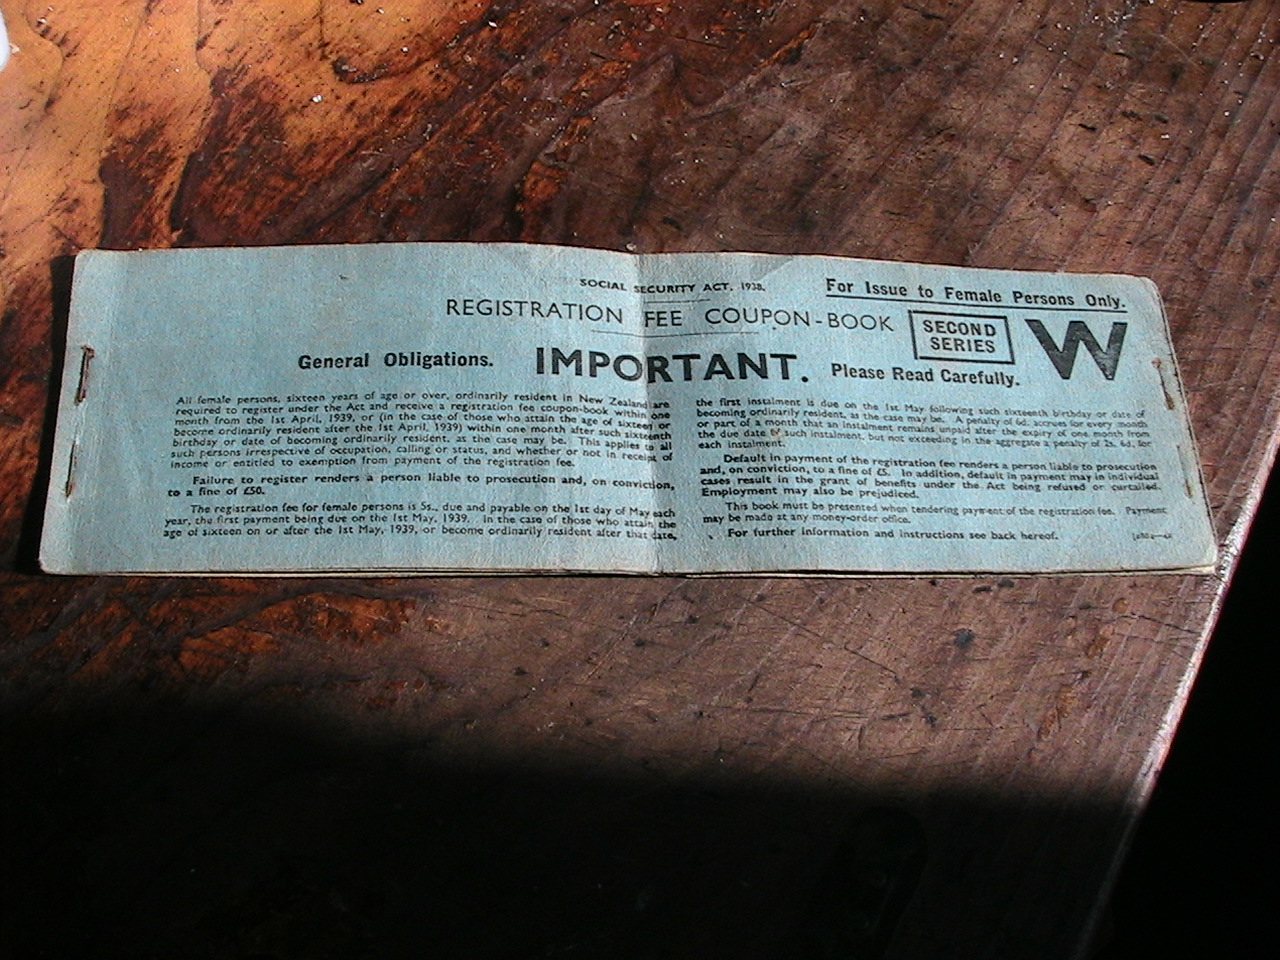 SOCIAL SECURITY ACT, 1938.
For Issue to Female Persons Only.
REGISTRATION FEE COUPON-BOOK
SECOND
SERIES
W
General Obligations.
IMPORTANT.
Please Read Carefully.
All female persons, sixteen years of age or over, ordinarily resident in New Zealand are
required to register under the Act and receive a registration fee coupon-book within one
month from the 1st April, 1939, or (in the case of those who attain the age of sixteen or
become ordinarily resident after the 1st April, 1939) within one month after such sixteenth
birthday or date of becoming ordinarily resident, as the case may be. This applies to all
such persons irrespective of occupation, calling or status, and whether or not in receipt of
income or entitled to exemption from payment of the registration fee.
Failure to register renders a person liable to prosecution and, on conviction,
to a fine of £50.
The registration fee for female persons is 5s., due and payable on the 1st day of May each
year, the first payment being due on the 1st May, 1939. In the case of those who attain the
age of sixteen on or after the 1st May, 1939, or become ordinarily resident after that date,
the first instalment is due on the 1st May following such sixteenth birthday or date of
becoming ordinarily resident, as the case may be. A penalty of 6d. accrues for every month
or part of a month that an instalment remains unpaid after the expiry of one month from
the due date of such instalment, but not exceeding in the aggregate a penalty of 2s. 6d. for
each instalment.
Default in payment of the registration fee renders a person liable to prosecution
and, on conviction, to a fine of £5. In addition, default in payment may in individual
cases result in the grant of benefits under the Act being refused or curtailed.
Employment may also be prejudiced.
This book must be presented when tendering payment of the registration fee. Payment
may be made at any money-order office.
For further information and instructions see back hereof.